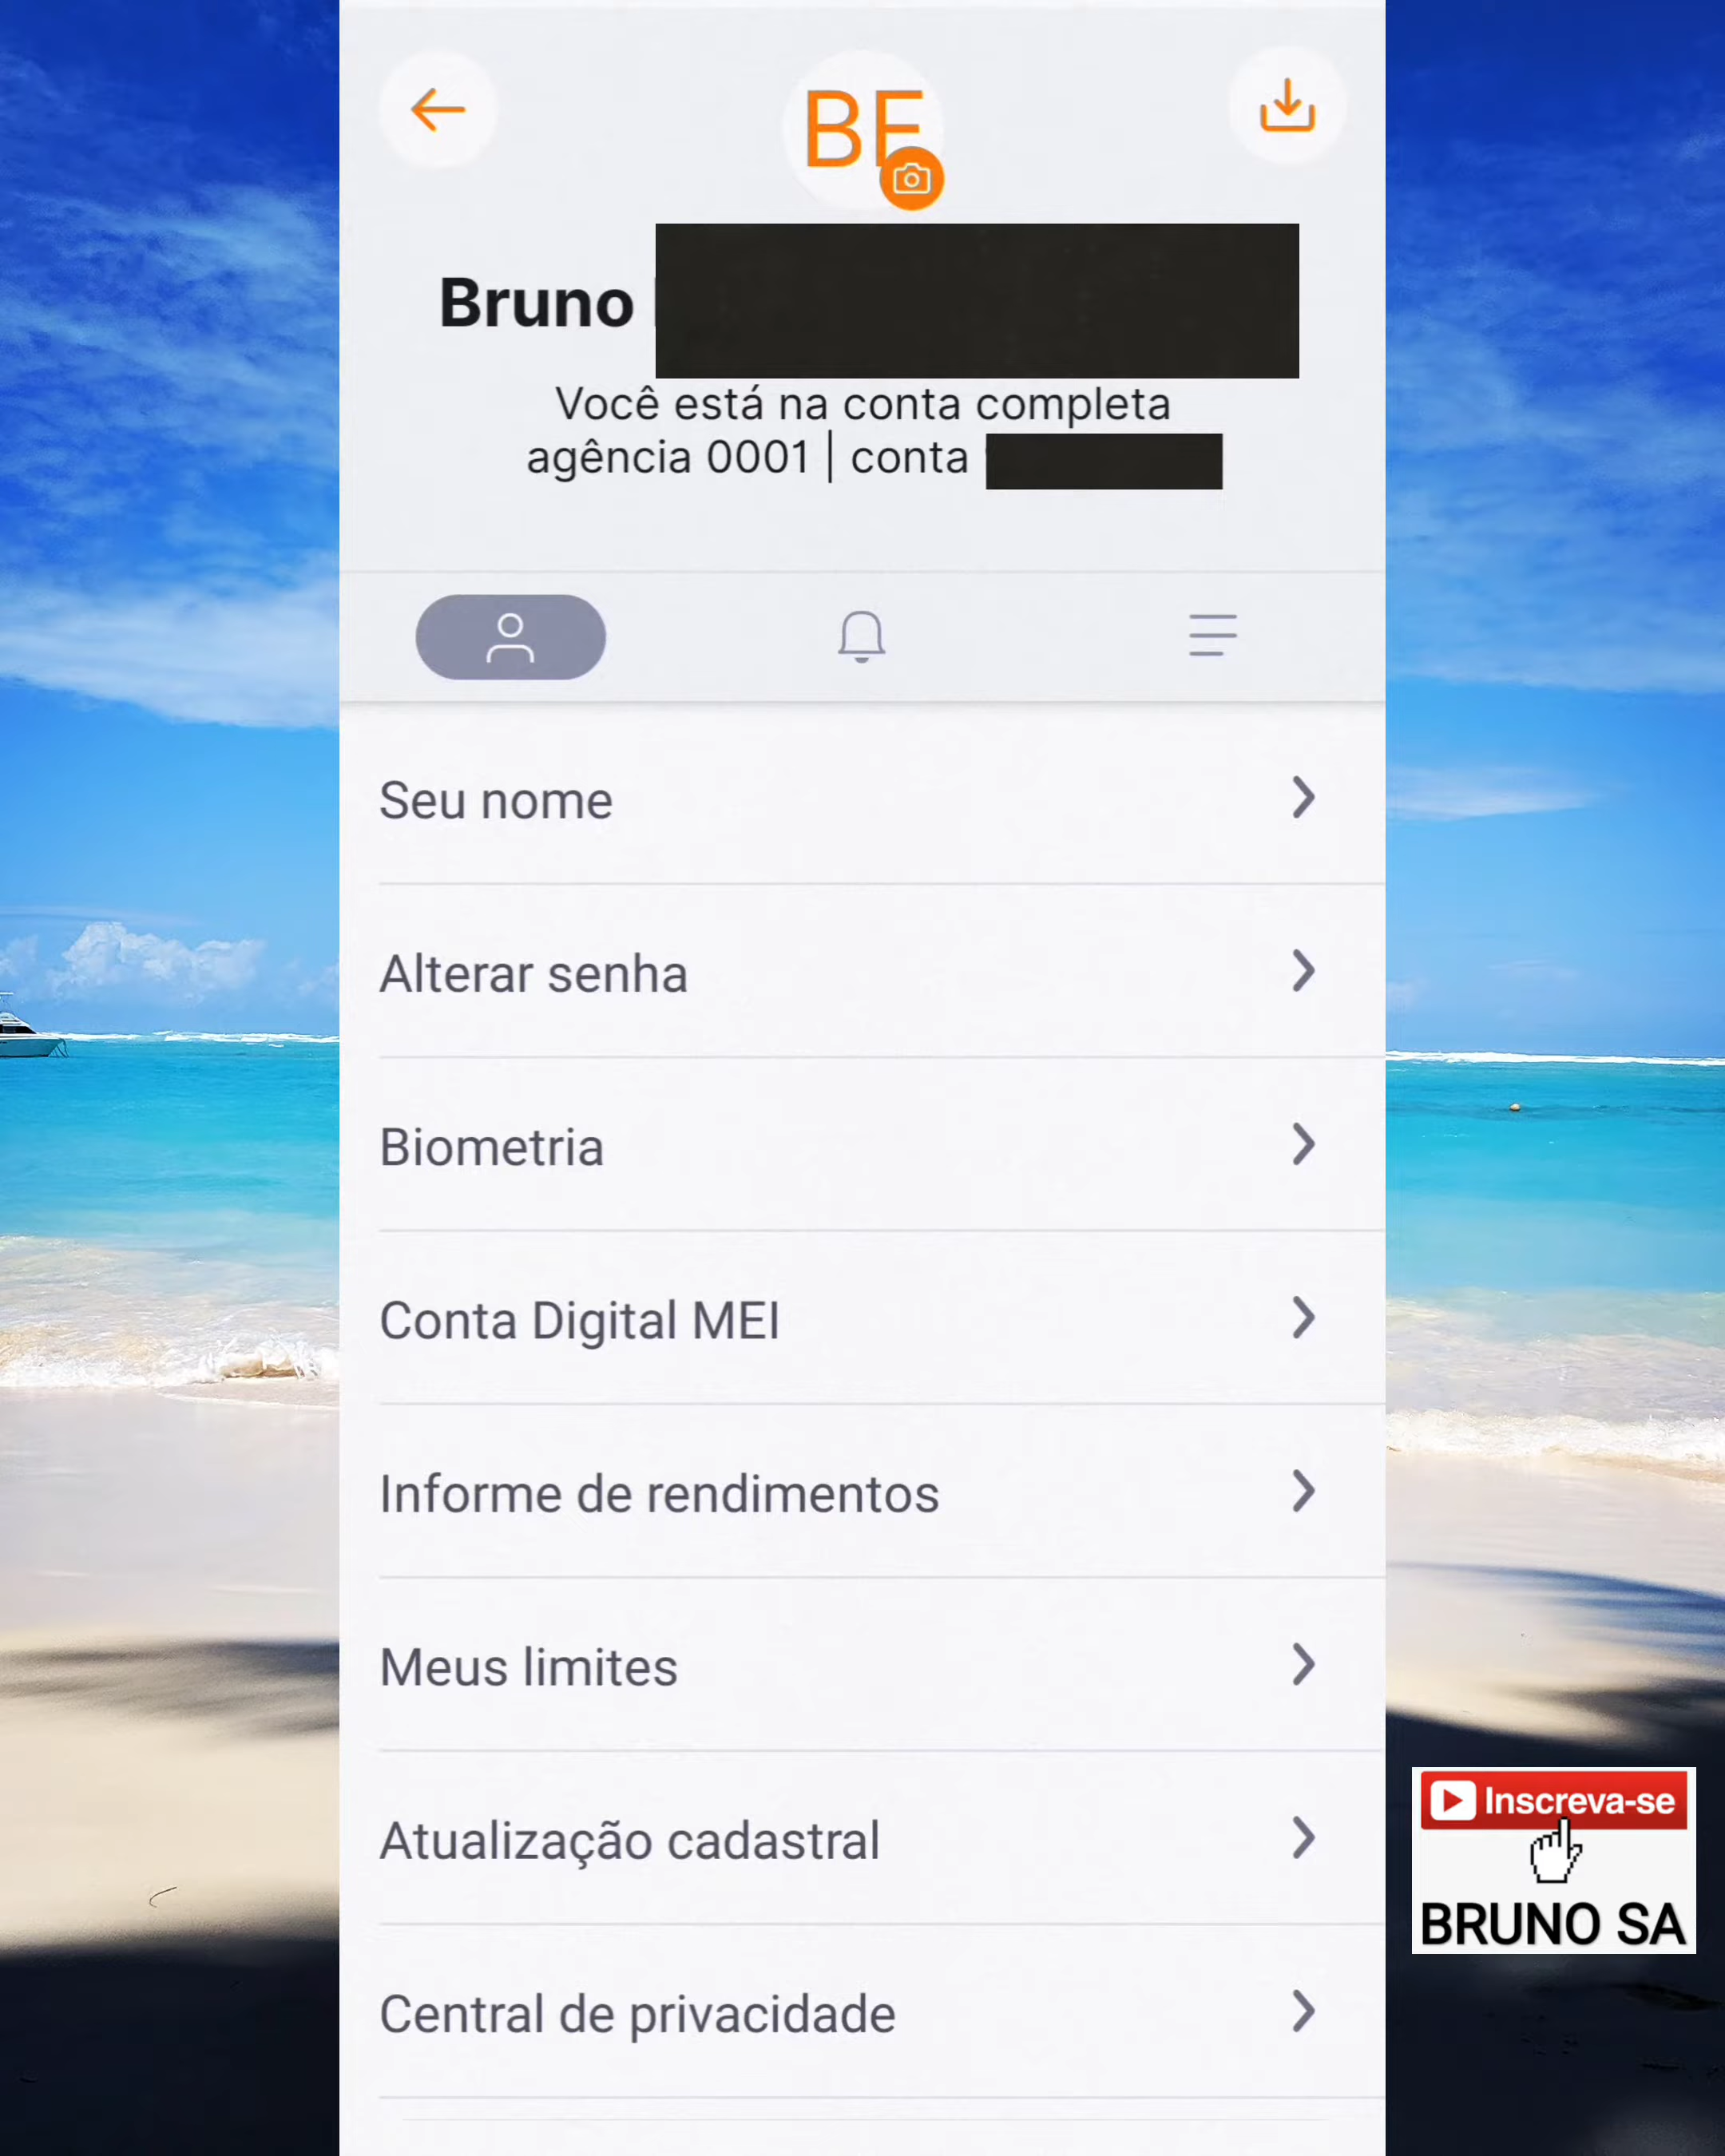 BE
Bruno
Você está na conta completa
agência 0001 | conta
Seu nome
Alterar senha
Biometria
Conta Digital MEI
Informe de rendimentos
Meus limites
Atualização cadastral
Central de privacidade
Inscreva-se
BRUNO SA